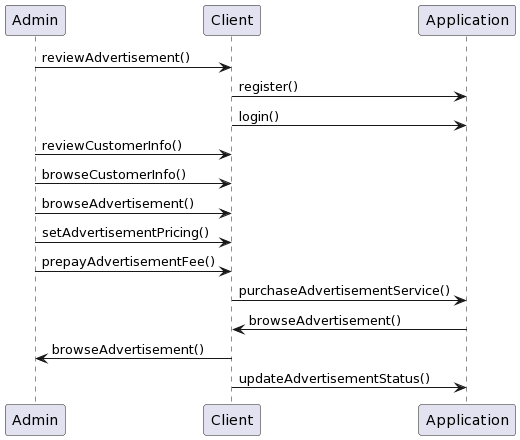 Admin Client Application
reviewAdvertisement()
register()
login()
reviewCustomerInfo()
browseCustomerInfo()
browseAdvertisement()
setAdvertisementPricing()
prepayAdvertisementFee()
purchaseAdvertisementService()
browseAdvertisement()
browseAdvertisement()
updateAdvertisementStatus()
Admin Client Application